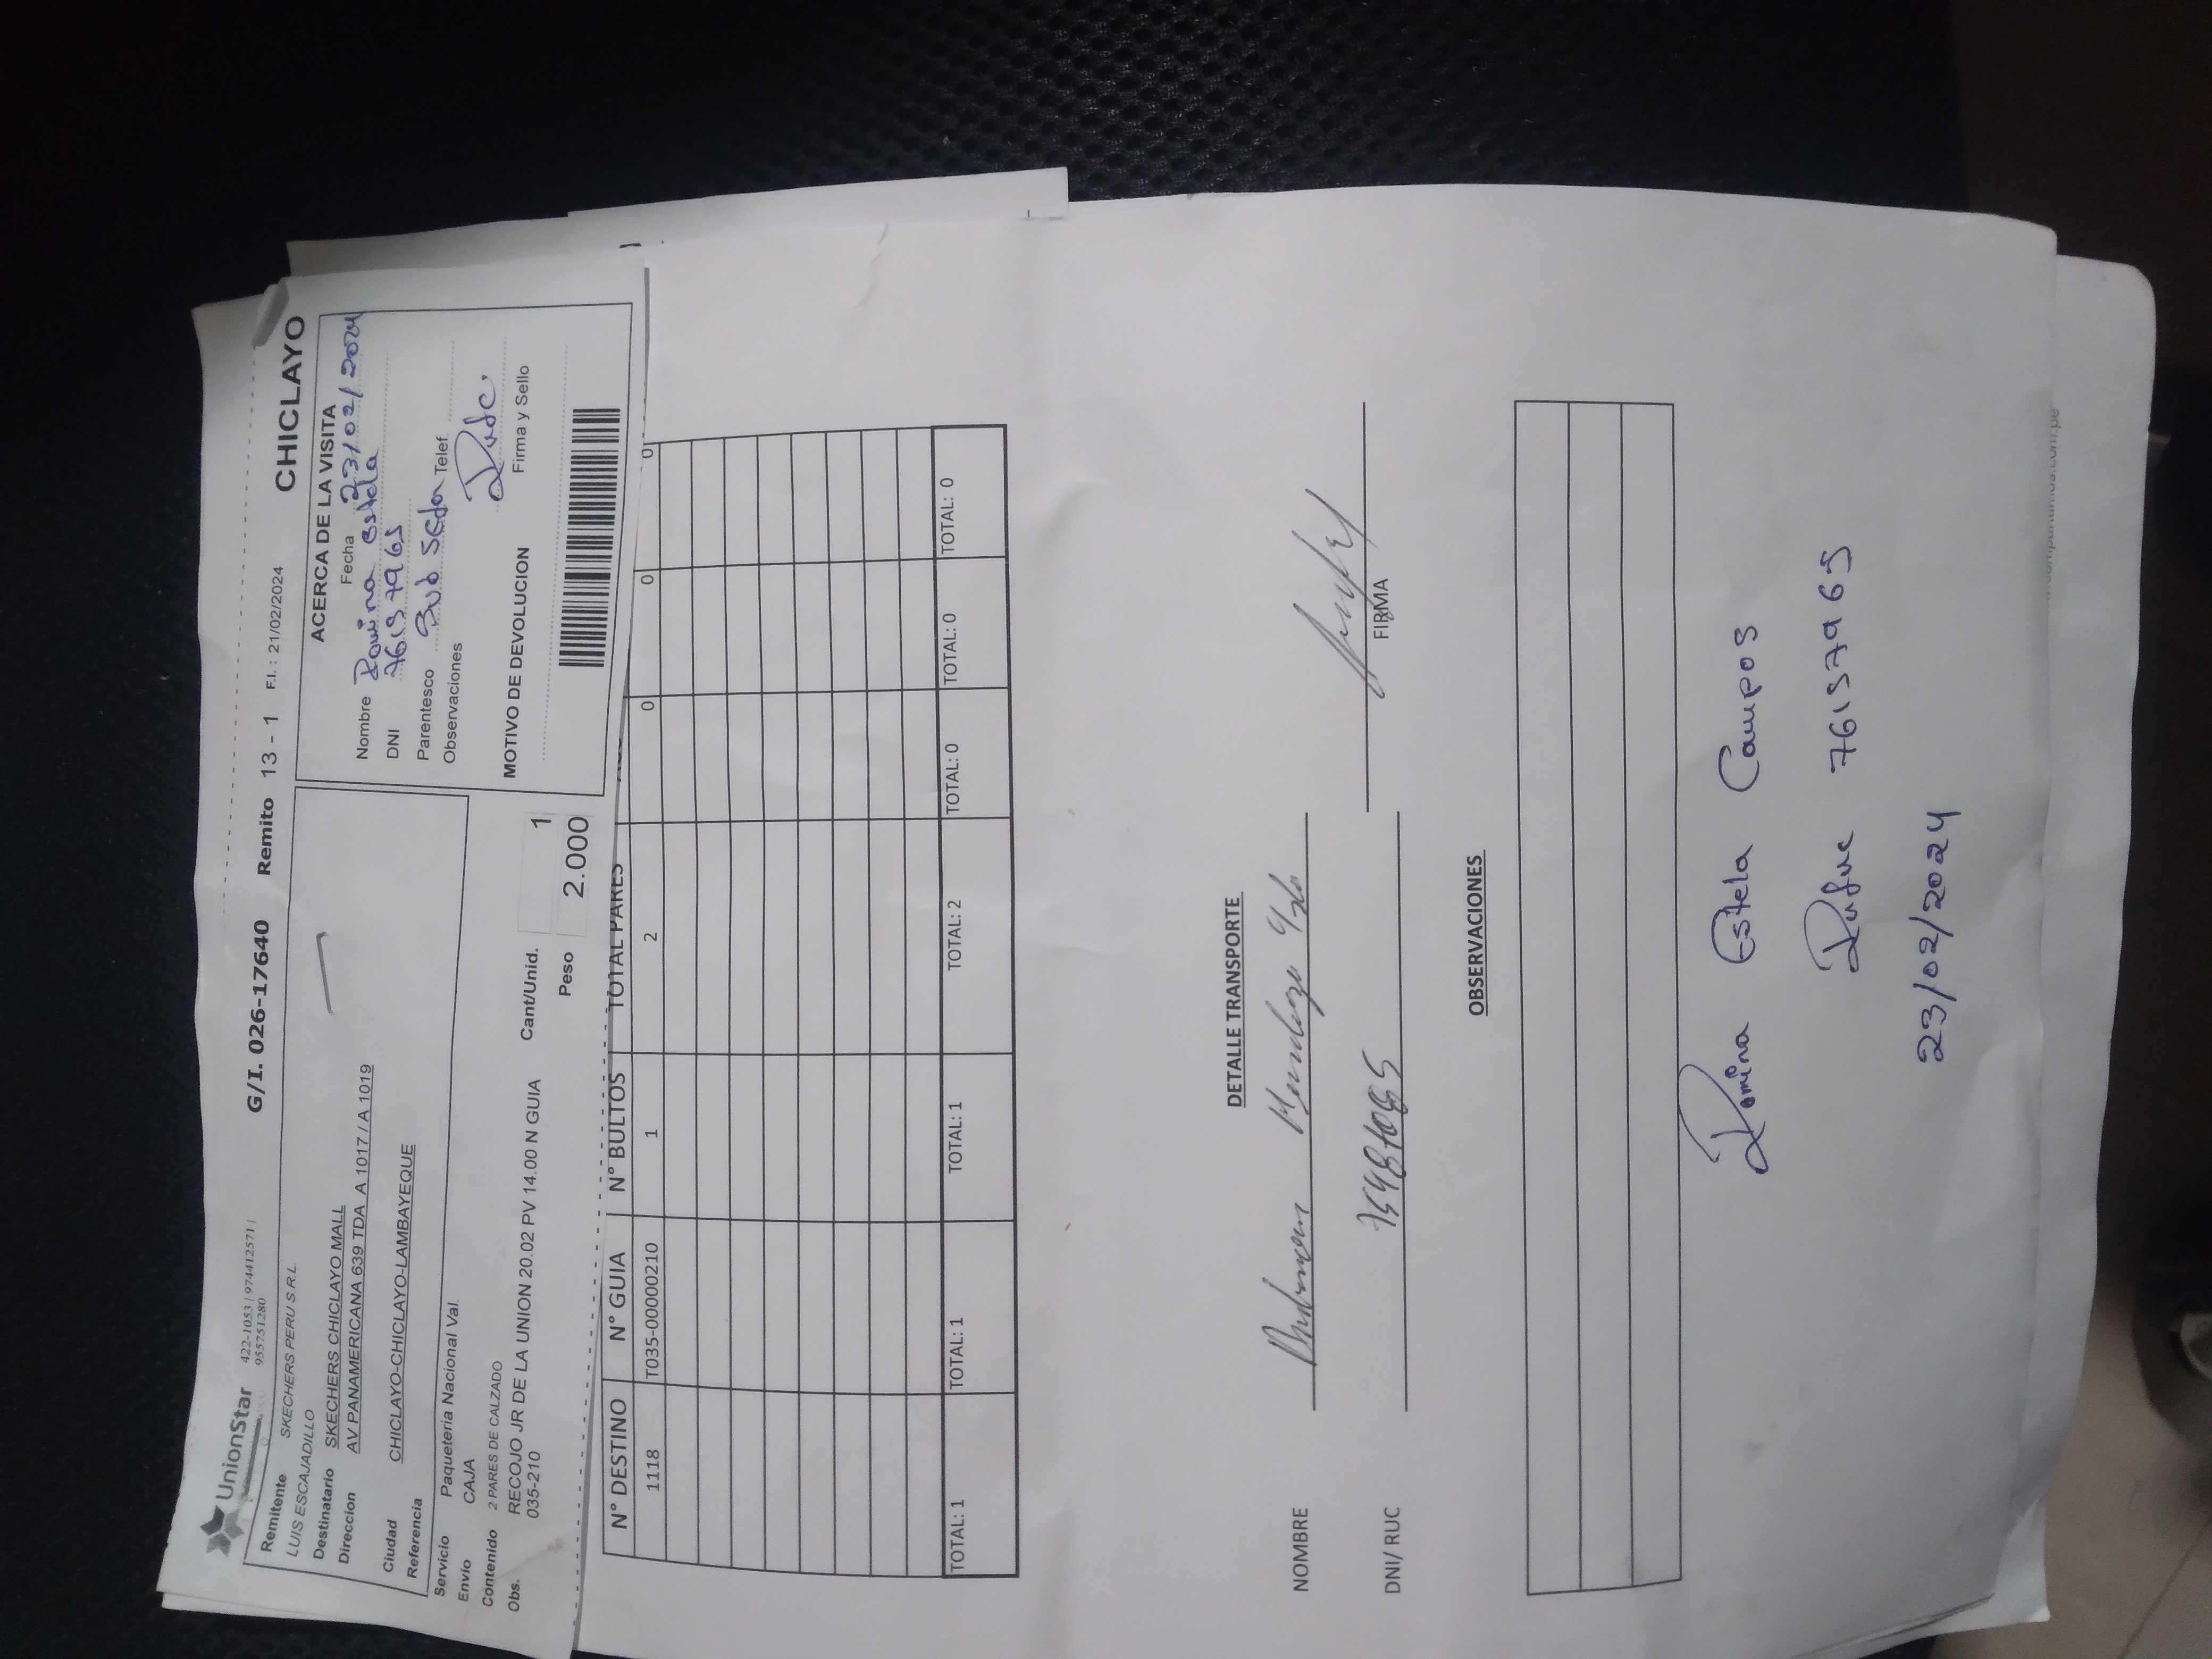 UnionStar 422-1053 | 974412571 |
955751280
G/I. 026-17640 Remito 13 - 1 F.I. : 21/02/2024 CHICLAYO
Remitente SKECHERS PERU S.R.L.
LUIS ESCAJADILLO
Destinatario SKECHERS CHICLAYO MALL
Direccion AV PANAMERICANA 639 TDA A 1017 / A 1019
Ciudad CHICLAYO-CHICLAYO-LAMBAYEQUE
Referencia
Servicio Paqueteria Nacional Val.
Envio CAJA
Contenido 2 PARES DE CALZADO
Obs. RECOJO JR DE LA UNION 20.02 PV 14.00 N GUIA
035-210
Cant/Unid. 1
Peso 2.000
ACERCA DE LA VISITA
Fecha 23/02/2024
Nombre Romina Estela
DNI 76157965
Parentesco Telef.
Observaciones
Firma y Sello
MOTIVO DE DEVOLUCION
N° DESTINO N° GUIA N° BULTOS TOTAL PARES
1118 T035-00000210 1 2 0 0 0
TOTAL: 1 TOTAL: 1 TOTAL: 1 TOTAL: 2 TOTAL: 0 TOTAL: 0 TOTAL: 0
DETALLE TRANSPORTE
NOMBRE Mendoza
DNI/ RUC
FIRMA
OBSERVACIONES
Romina Estela Campos
76157965
23/02/2024